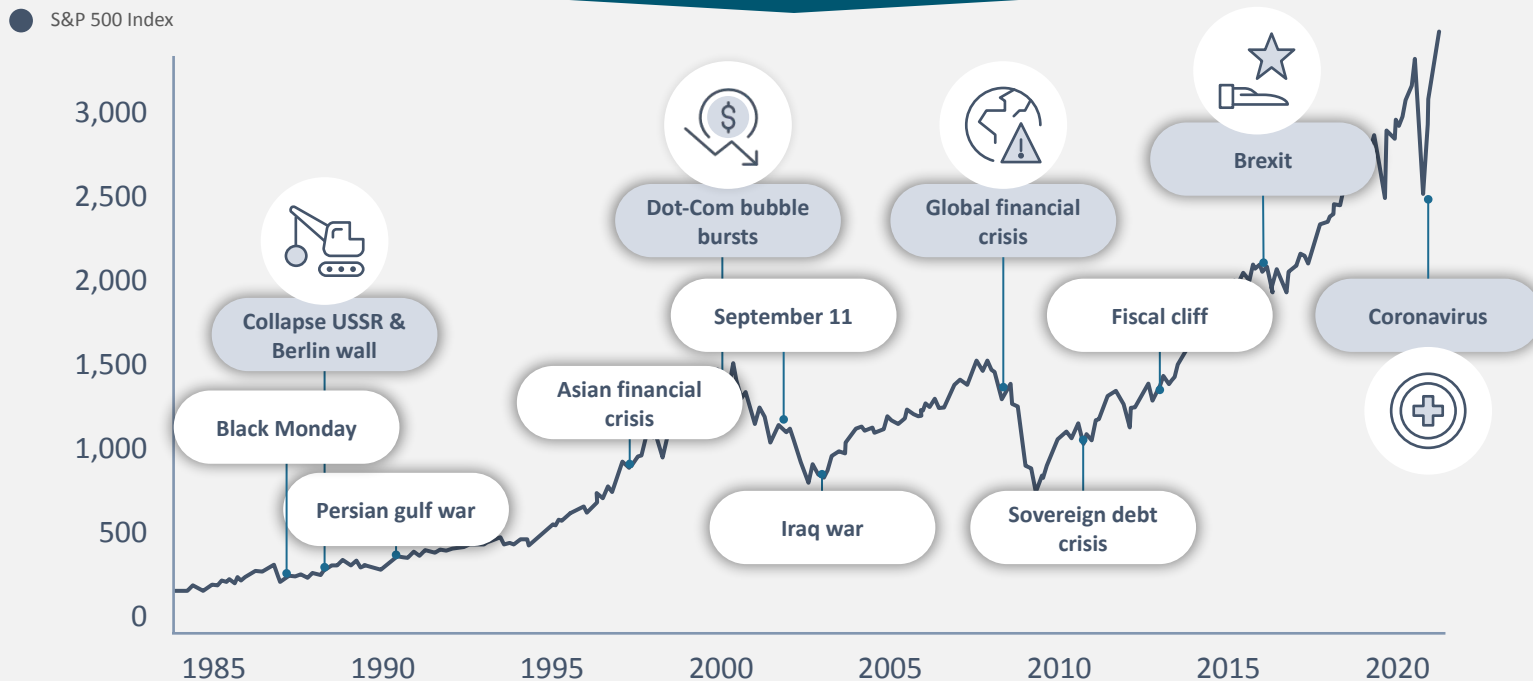 S&P 500 Index
3,000
2,500
2,000
1,500
1,000
500
0
Collapse USSR &
Berlin wall
Black Monday
Persian gulf war
Asian financial
crisis
Dot-Com bubble
bursts
$
September 11
Iraq war
Global financial
crisis
Sovereign debt
crisis
Fiscal cliff
Brexit
Coronavirus
1985
1990
1995
2000
2005
2010
2015
2020